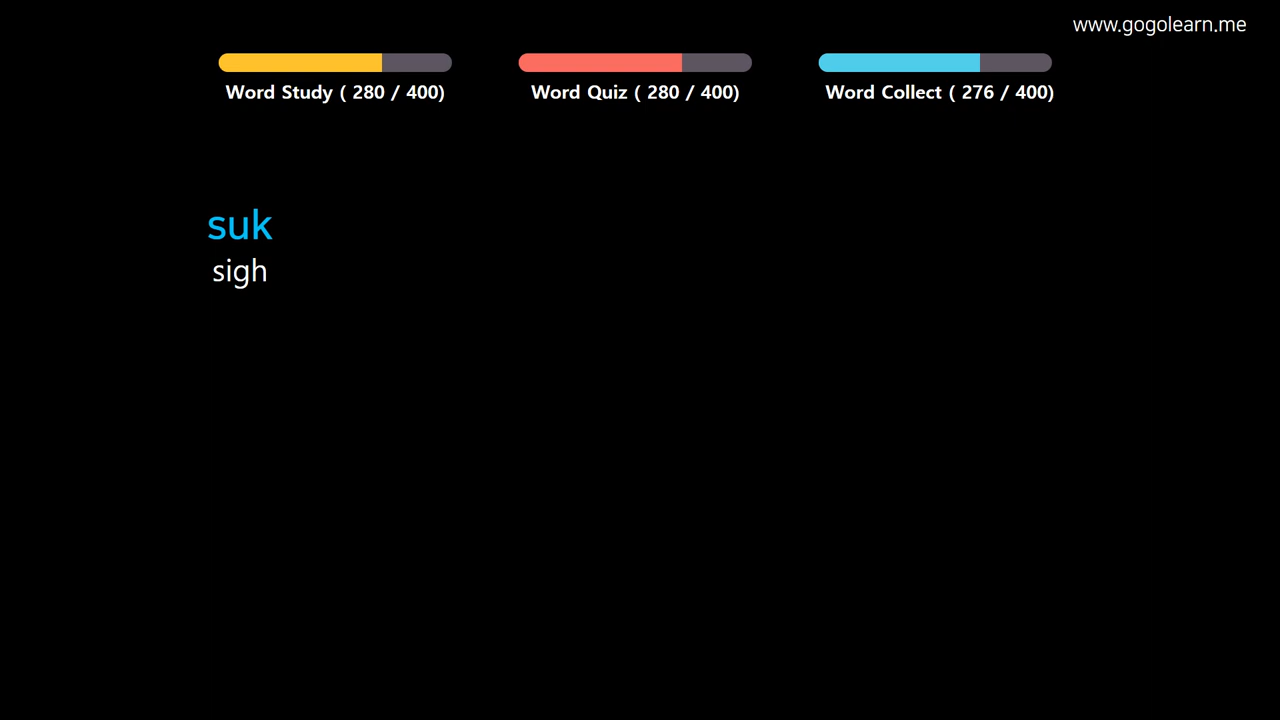 www.gogolearn.me
Word Study ( 280 / 400)
Word Quiz ( 280 / 400)
Word Collect ( 276 / 400)
suk
sigh